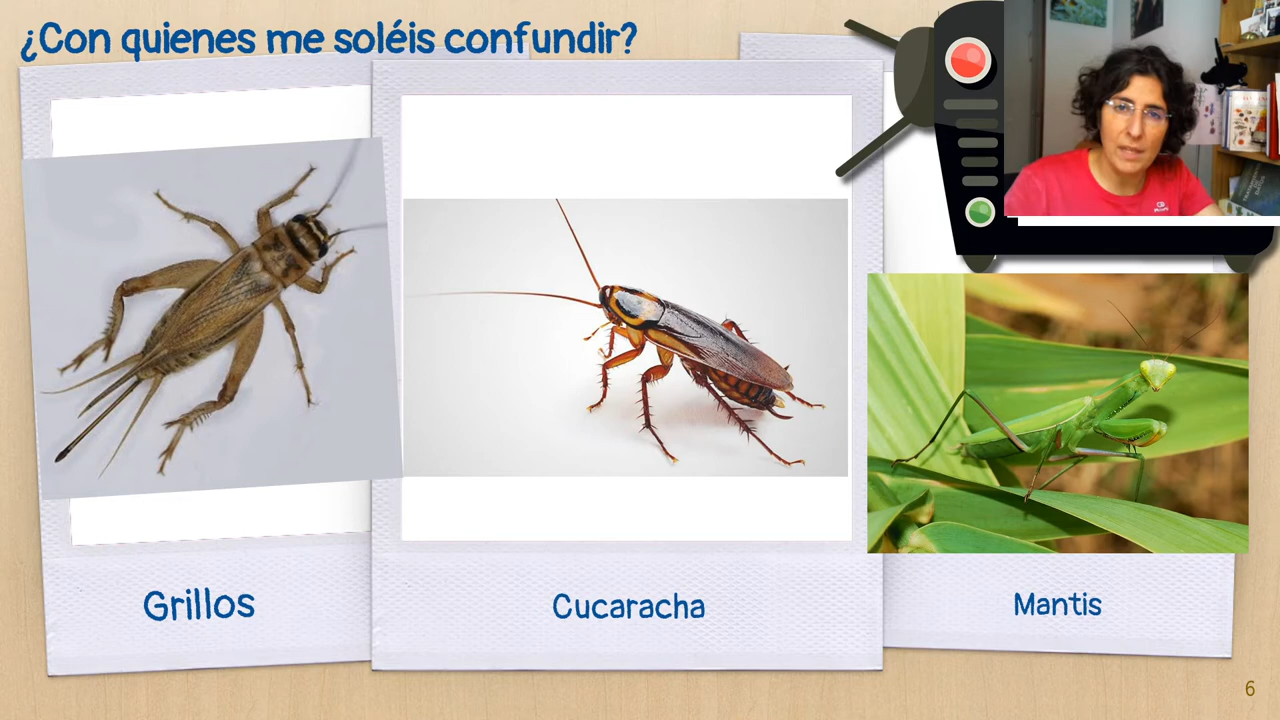 ¿Con quienes me soléis confundir?
Grillos
Cucaracha
Mantis
6